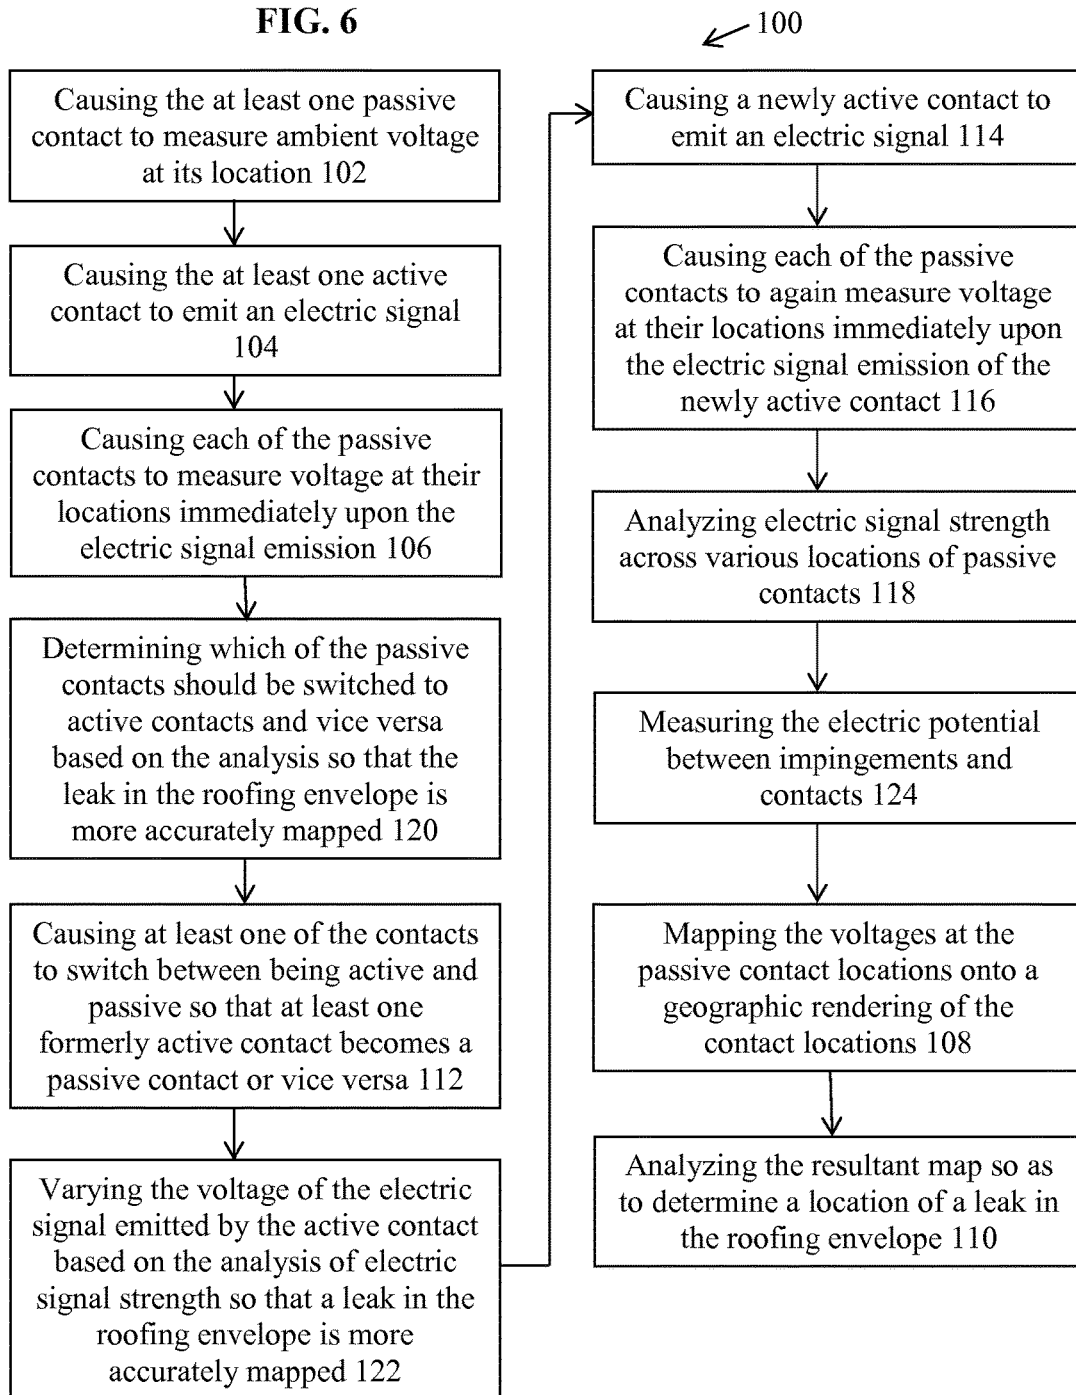 FIG. 6
100
Causing the at least one passive
contact to measure ambient voltage
at its location 102
Causing the at least one active
contact to emit an electric signal
104
Causing each of the passive
contacts to measure voltage at their
locations immediately upon the
electric signal emission 106
Determining which of the passive
contacts should be switched to
active contacts and vice versa
based on the analysis so that the
leak in the roofing envelope is
more accurately mapped 120
Causing at least one of the contacts
to switch between being active and
passive so that at least one
formerly active contact becomes a
passive contact or vice versa 112
Varying the voltage of the electric
signal emitted by the active contact
based on the analysis of electric
signal strength so that a leak in the
roofing envelope is more
accurately mapped 122
Causing a newly active contact to
emit an electric signal 114
Causing each of the passive
contacts to again measure voltage
at their locations immediately upon
the electric signal emission of the
newly active contact 116
Analyzing electric signal strength
across various locations of passive
contacts 118
Measuring the electric potential
between impingements and
contacts 124
Mapping the voltages at the
passive contact locations onto a
geographic rendering of the
contact locations 108
Analyzing the resultant map so as
to determine a location of a leak in
the roofing envelope 110